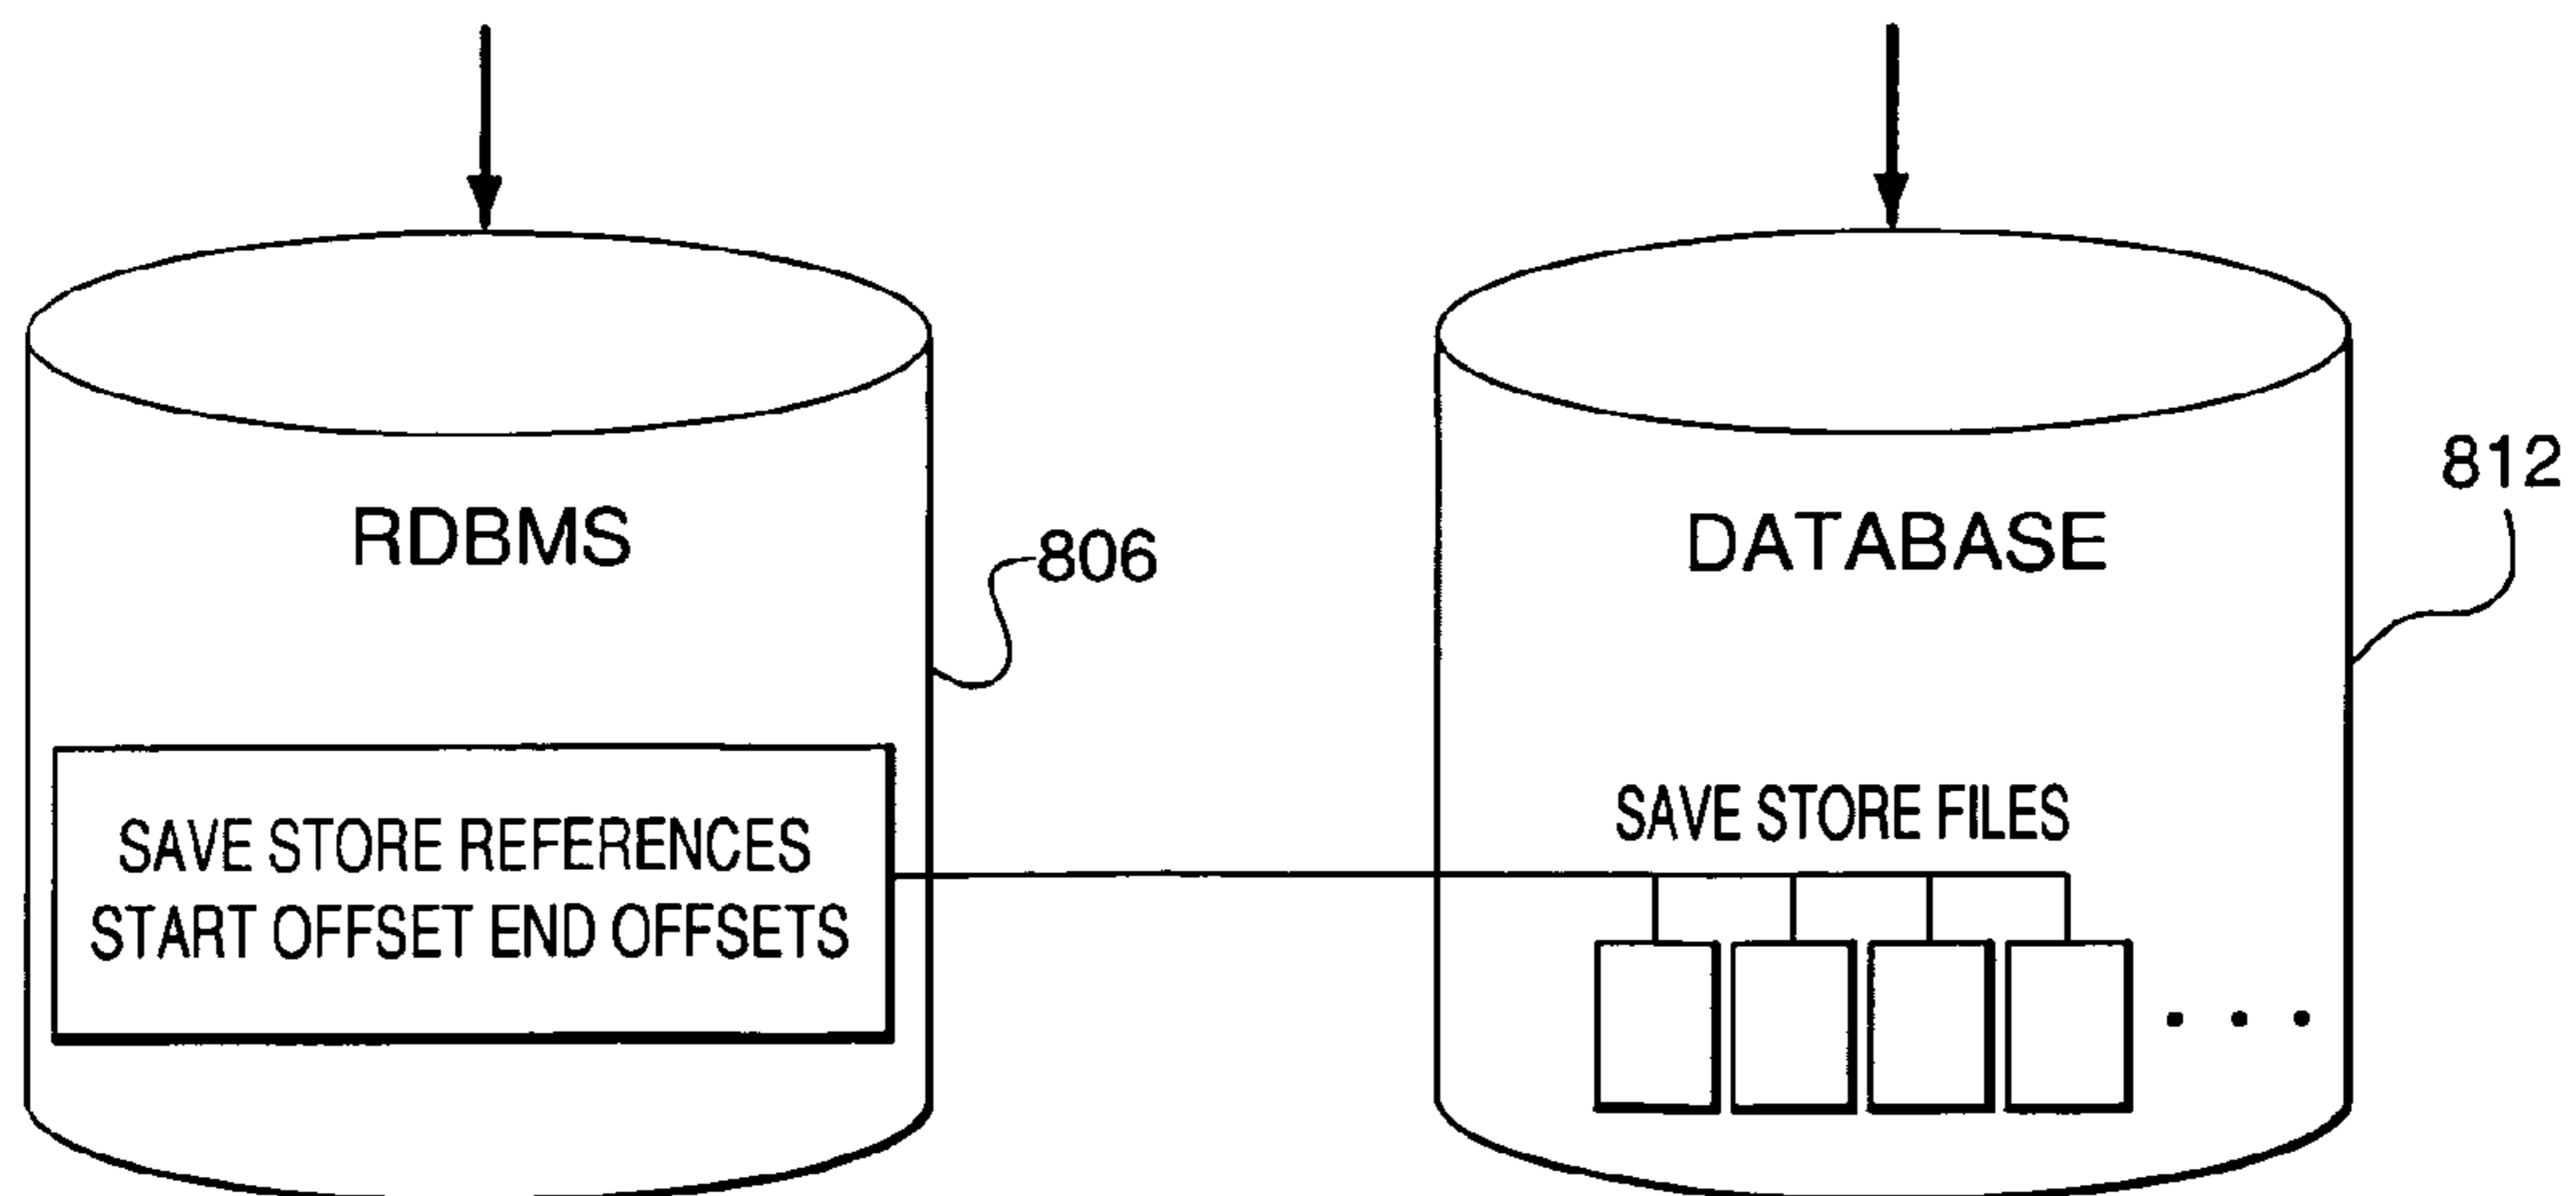 RDBMS
806
SAVE STORE REFERENCES
START OFFSET END OFFSETS
DATABASE
812
SAVE STORE FILES